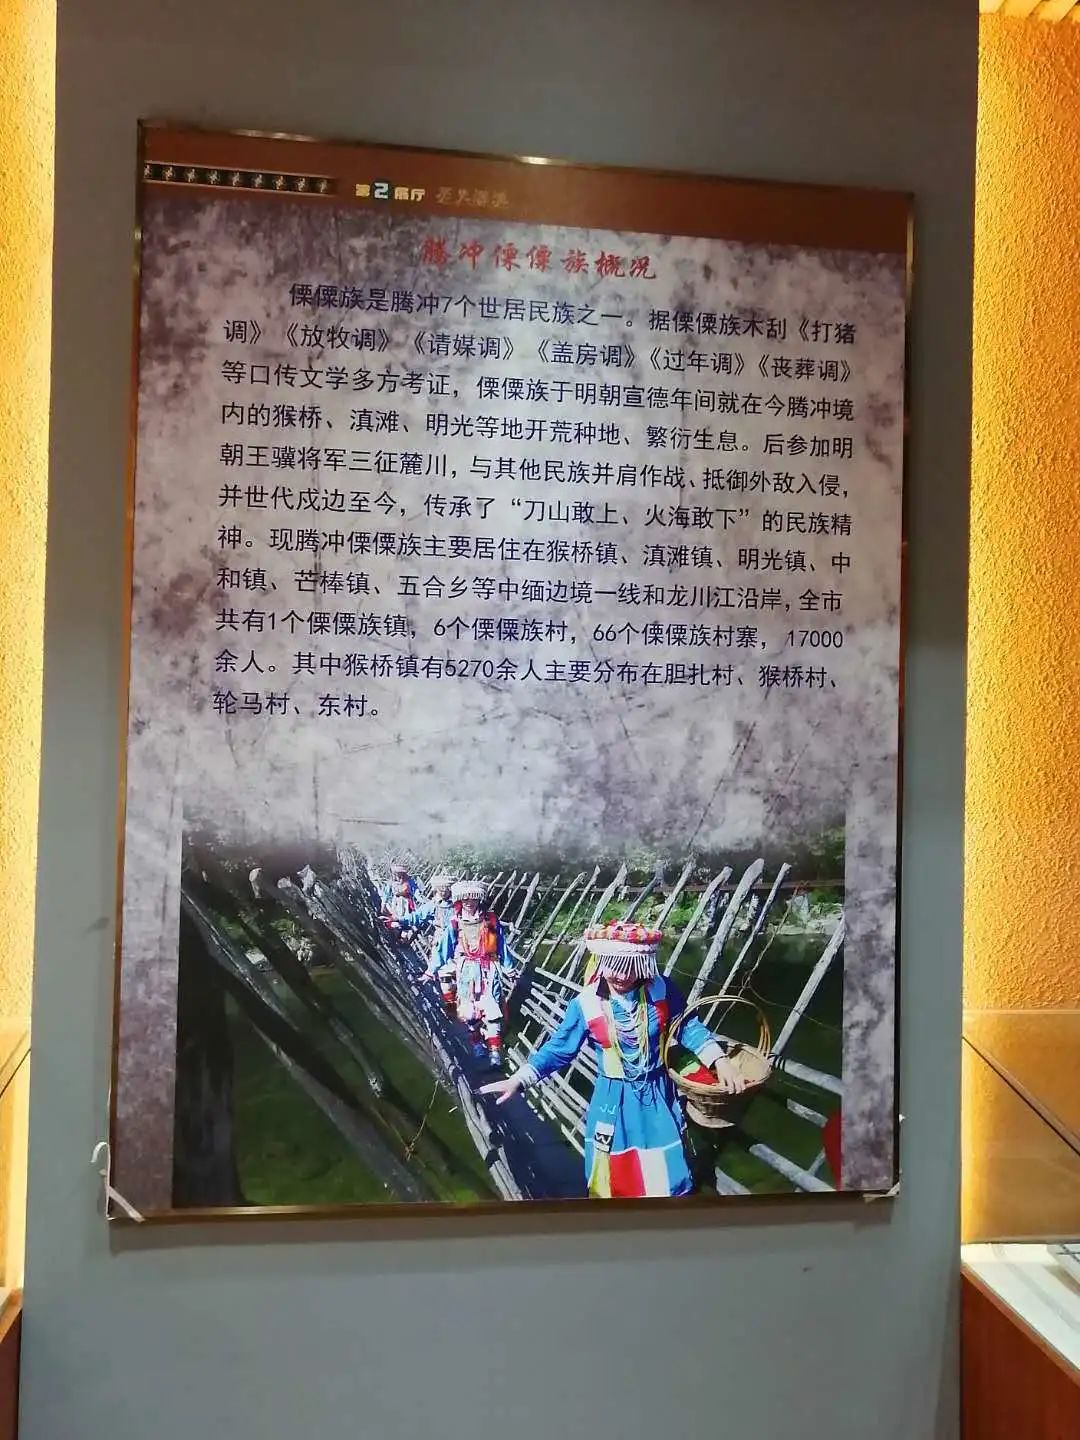 第2展厅
腾冲傈僳族概况
傈僳族是腾冲7个世居民族之一。据傈僳族木刮《打猪
调》《放牧调》《请媒调》《盖房调》《过年调》《丧葬调》
等口传文学多方考证，傈僳族于明朝宣德年间就在今腾冲境
内的猴桥、滇滩、明光等地开荒种地、繁衍生息。后参加明
朝王骥将军三征麓川，与其他民族并肩作战、抵御外敌入侵，
并世代戍边至今，传承了“刀山敢上、火海敢下”的民族精
神。现腾冲傈僳族主要居住在猴桥镇、滇滩镇、明光镇、中
和镇、芒棒镇、五合乡等中缅边境一线和龙川江沿岸，全市
共有1个傈僳族镇，6个傈僳族村，66个傈僳族村寨，17000
余人。其中猴桥镇有5270余人主要分布在胆扎村、猴桥村、
轮马村、东村。